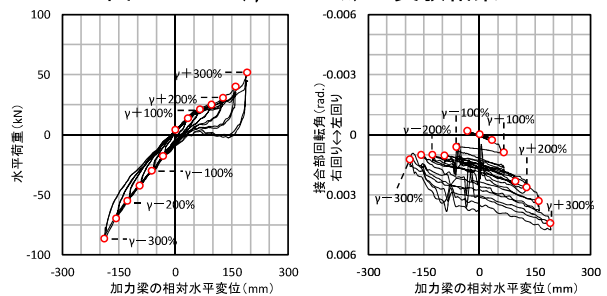 100
50
0
-50
-100
水平荷重(kN)
γ+300%
γ+200%
γ+100%
γ-100%
γ-200%
γ-300%
-300 -150 0 150 300
加力梁の相対水平変位(mm)
-0.006
-0.003
0
0.003
0.006
接合部回転角(rad.)
右回り↔左回り
γ-100%
γ+100%
γ-200%
γ+200%
γ-300%
γ+300%
-300 -150 0 150 300
加力梁の相対水平変位(mm)